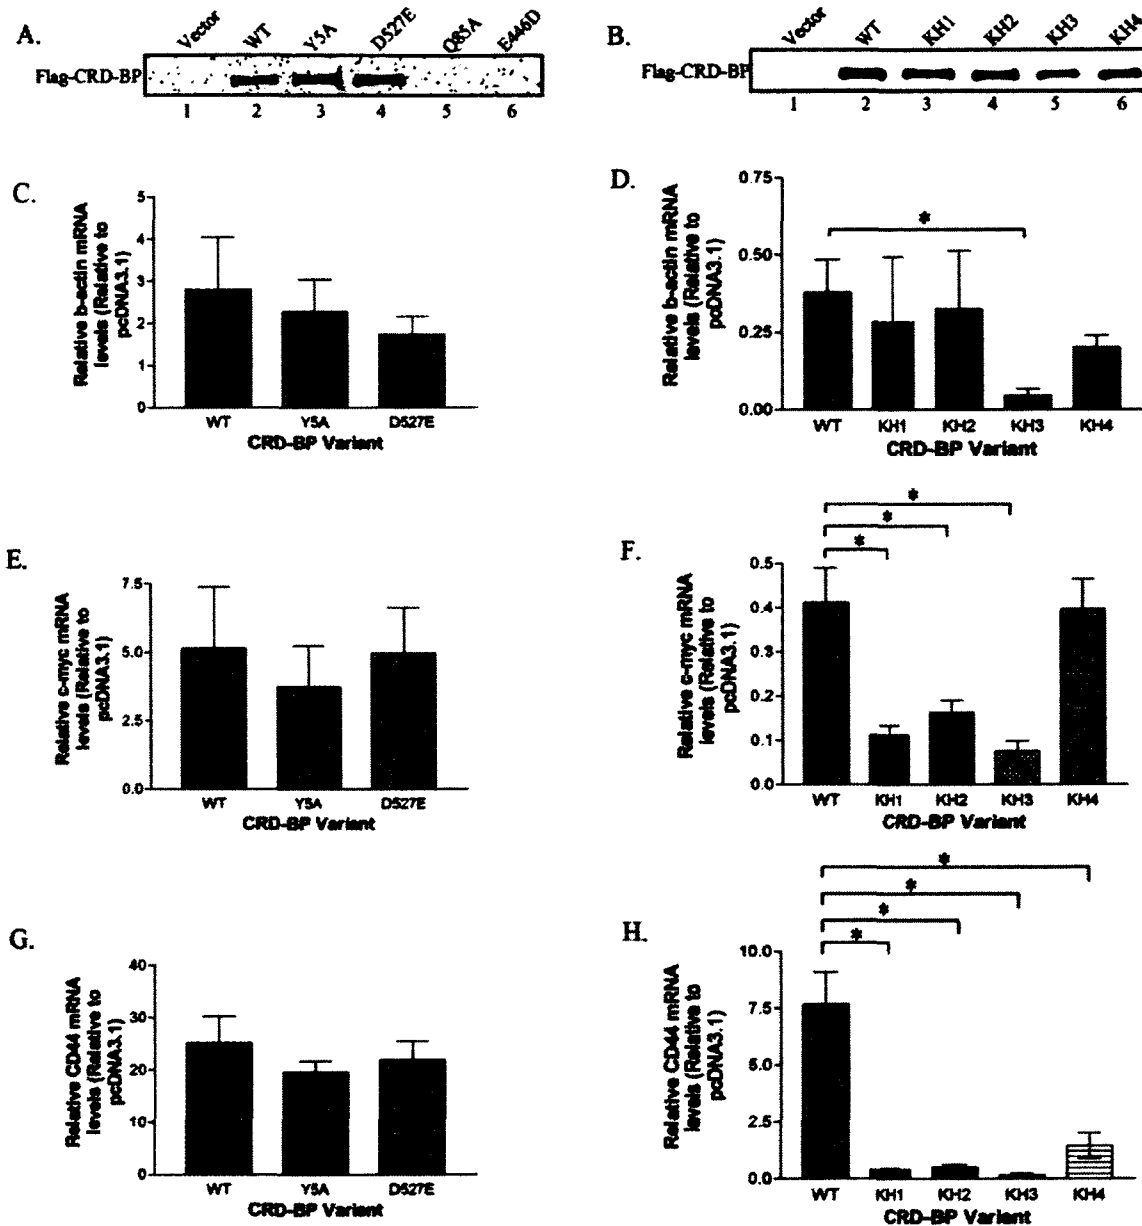 A.
Vector WT Y5A D527E Q85A E446D
Flag-CRD-BP
1 2 3 4 5 6
B.
Vector WT KH1 KH2 KH3 KH4
Flag-CRD-BP
1 2 3 4 5 6
C.
Relative b-actin mRNA
levels (Relative to
pcDNA3.1)
5
4
3
2
1
0
WT Y5A D527E
CRD-BP Variant
D.
Relative b-actin mRNA
levels (Relative to
pcDNA3.1)
0.75
0.50
0.25
0.00
*
WT KH1 KH2 KH3 KH4
CRD-BP Variant
E.
Relative c-myc mRNA
levels (Relative to
pcDNA3.1)
7.5
5.0
2.5
0.0
WT Y5A D527E
CRD-BP Variant
F.
Relative c-myc mRNA
levels (Relative to
pcDNA3.1)
*
*
*
0.5
0.4
0.3
0.2
0.1
0.0
WT KH1 KH2 KH3 KH4
CRD-BP Variant
G.
Relative CD44 mRNA
levels (Relative to
pcDNA3.1)
40
30
20
10
0
WT Y5A D527E
CRD-BP Variant
H.
Relative CD44 mRNA
levels (Relative to
pcDNA3.1)
*
*
*
*
10.0
7.5
5.0
2.5
0.0
WT KH1 KH2 KH3 KH4
CRD-BP Variant